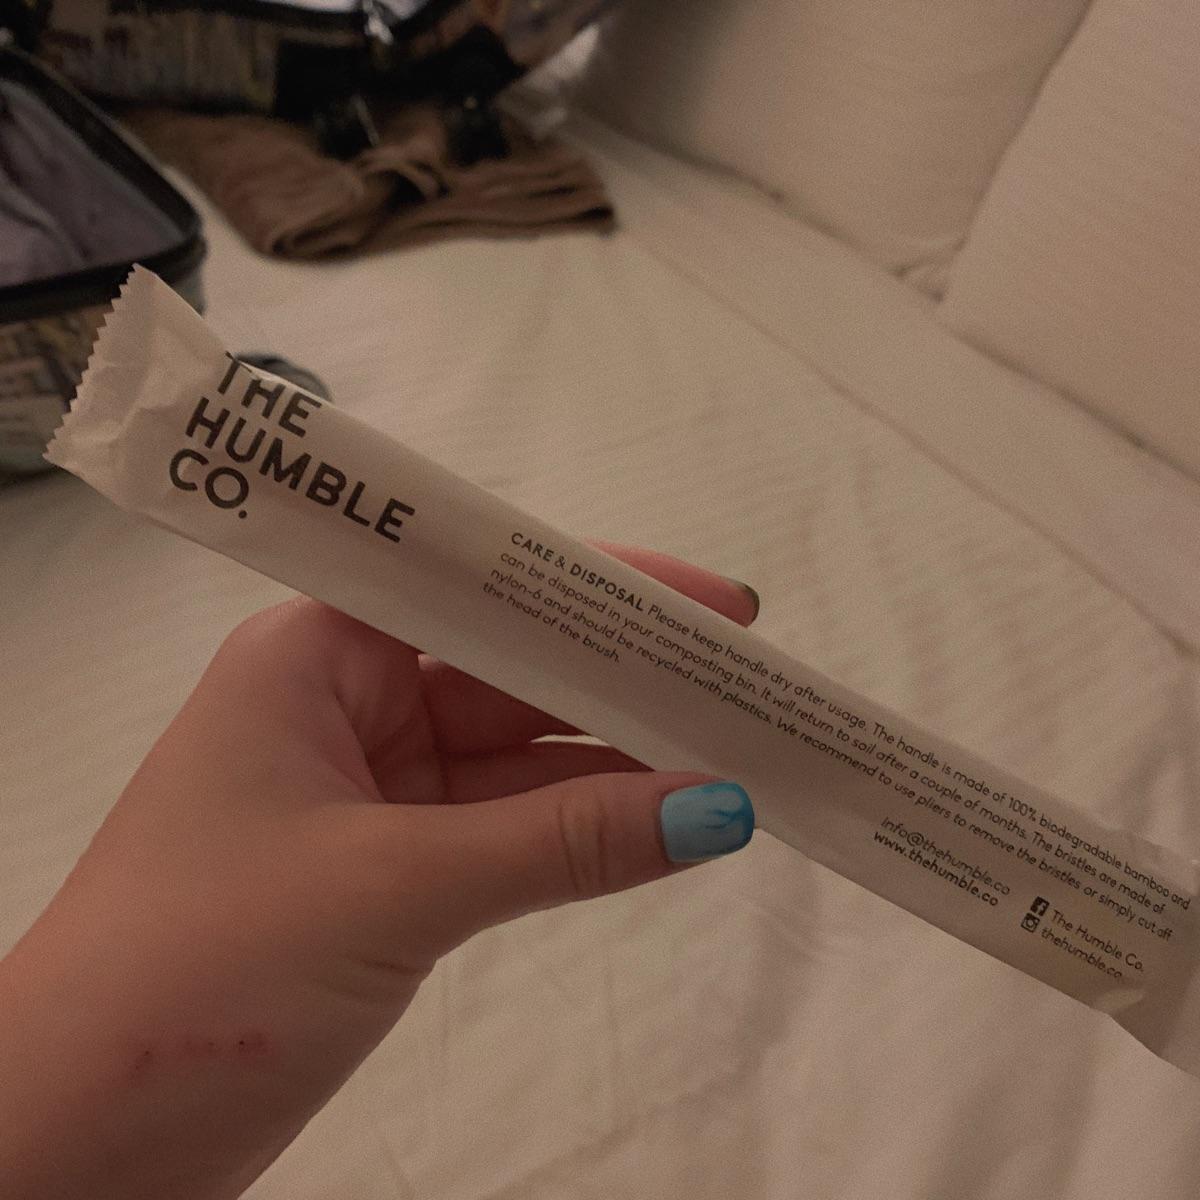 THE
HUMBLE
CO.
CARE & DISPOSAL Please keep handle dry after usage. The handle is made of 100% biodegradable bamboo and
can be disposed in your composting bin. It will return to soil after a couple of months. The bristles are made of
nylon-6 and should be recycled with plastics. We recommend to use pliers to remove the bristles or simply cut off
the head of the brush.
info@thehumble.co
www.thehumble.co
The Humble Co.
thehumble.co